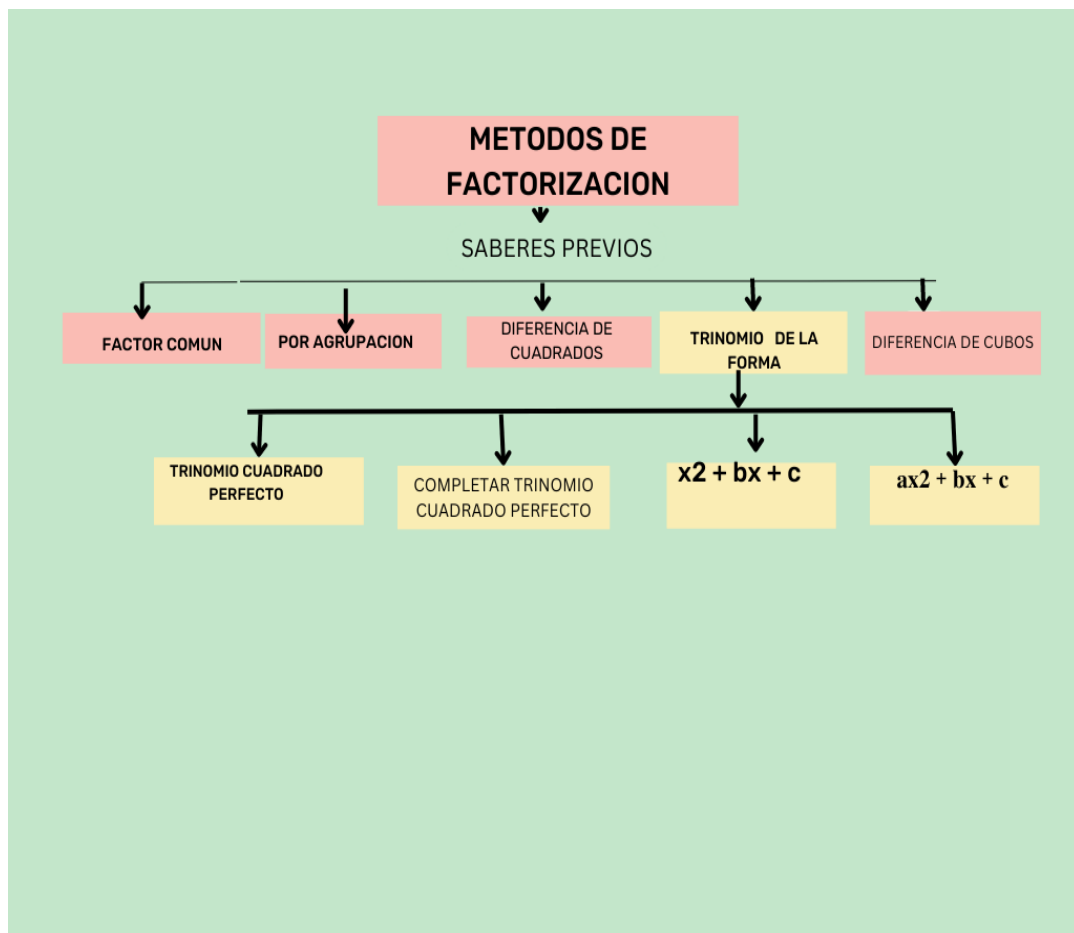 METODOS DE
FACTORIZACION
SABERES PREVIOS
FACTOR COMUN
POR AGRUPACION
DIFERENCIA DE
CUADRADOS
TRINOMIO DE LA
FORMA
DIFERENCIA DE CUBOS
TRINOMIO CUADRADO
PERFECTO
COMPLETAR TRINOMIO
CUADRADO PERFECTO
x2 + bx + c
ax2 + bx + c